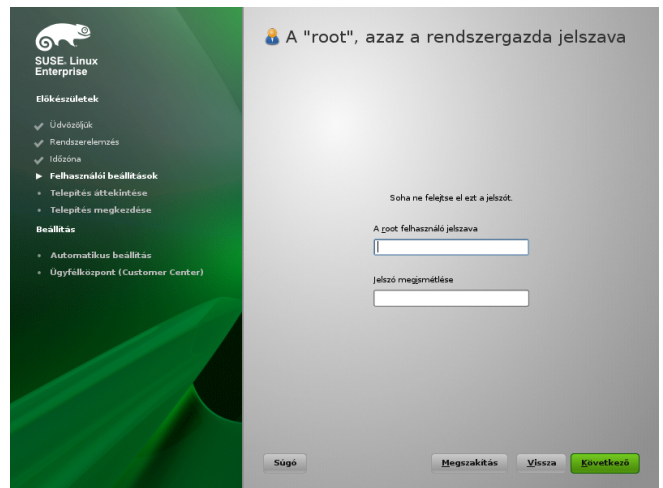 SUSE. Linux
Enterprise
Előkészületek
Üdvözöljük
Rendszerelemzés
Időzóna
Felhasználói beállítások
Telepítés áttekintése
Telepítés megkezdése
Beállítás
Automatikus beállítás
Ügyfélközpont (Customer Center)
A "root", azaz a rendszergazda jelszava
Soha ne felejtse el ezt a jelszót.
A root felhasználó jelszava
Jelszó megismétlése
Súgó
Megszakítás
Vissza
Következő